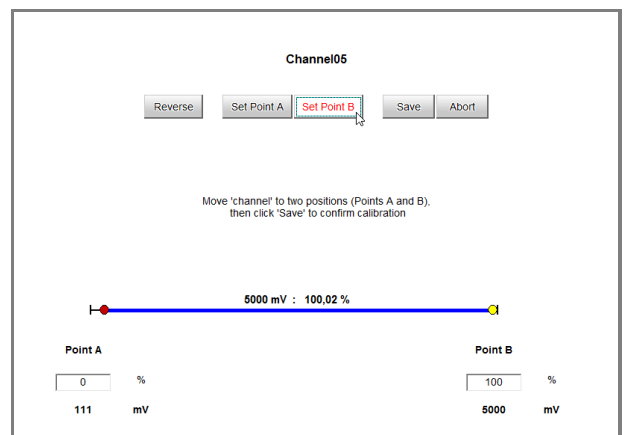 Channel05
Reverse Set Point A Set Point B Save Abort
Move 'channel' to two positions (Points A and B),
then click 'Save' to confirm calibration
5000 mV : 100,02 %
Point A Point B
0 % 100 %
111 mV 5000 mV